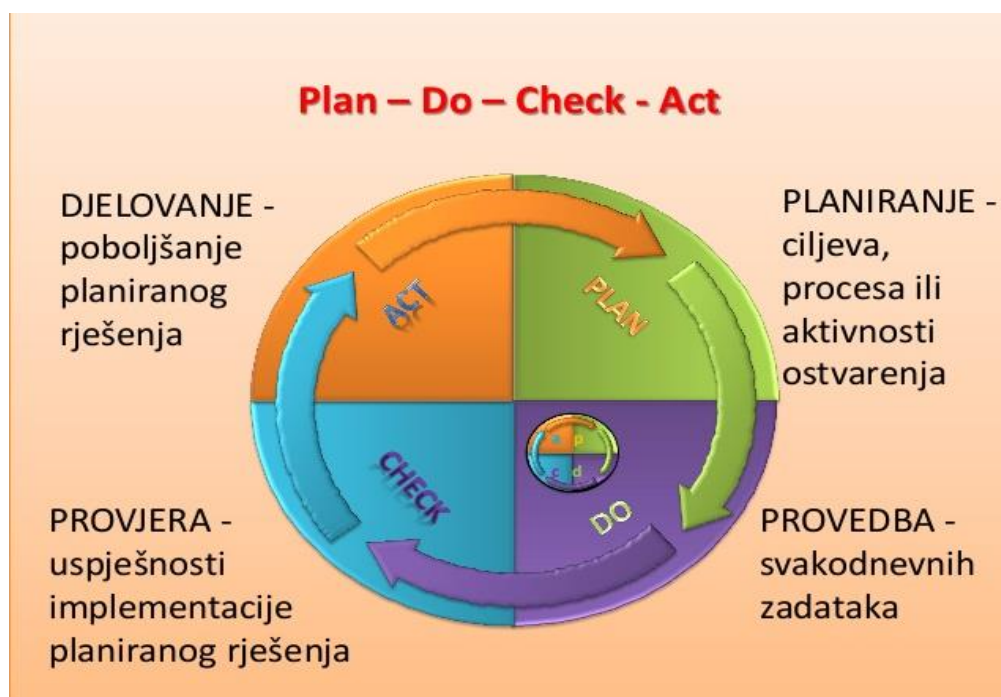 Plan – Do – Check - Act
DJELOVANJE -
poboljšanje
planiranog
rješenja
PLANIRANJE -
ciljeva,
procesa ili
aktivnosti
ostvarenja
ACT
PLAN
a p
c d
CHECK
DO
PROVJERA -
uspješnosti
implementacije
planiranog rješenja
PROVEDBA -
svakodnevnih
zadataka